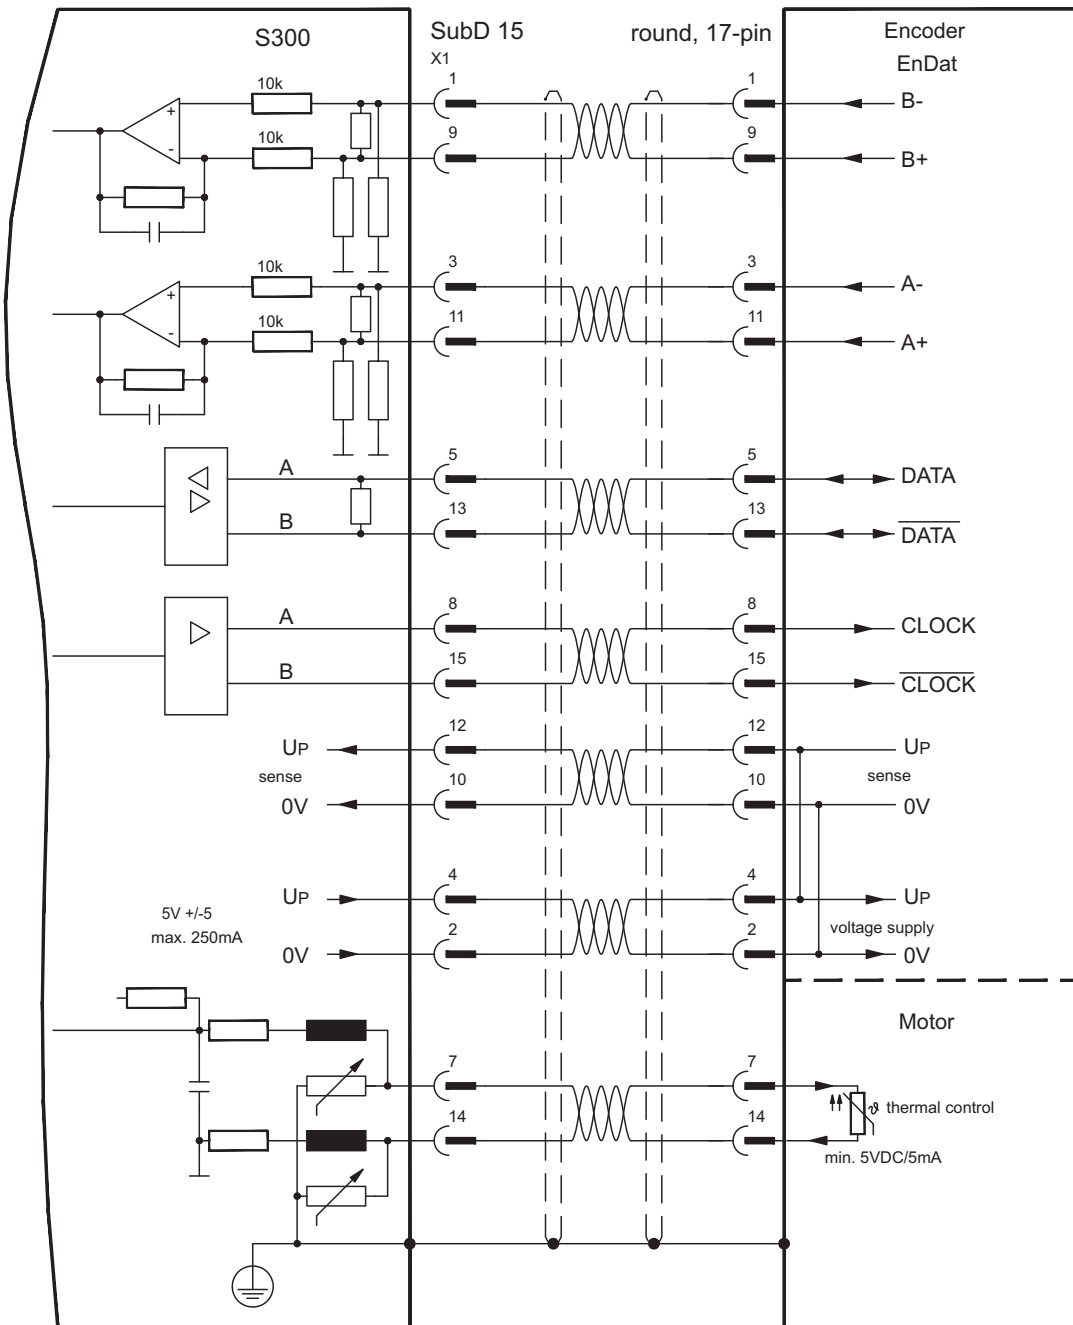 S300 SubD 15 round, 17-pin Encoder
X1 EnDat
10k 1 1 B-
+
10k 9 9 B+
-
10k 3 3 A-
+
10k 11 11 A+
-
A 5 5 DATA
B 13 13 DATA
A 8 8 CLOCK
B 15 15 CLOCK
UP 12 12 UP
sense sense
0V 10 10 0V
UP 4 4 UP
5V +/-5
max. 250mA voltage supply
0V 2 2 0V
Motor
7 7
ϑ thermal control
14 14
min. 5VDC/5mA